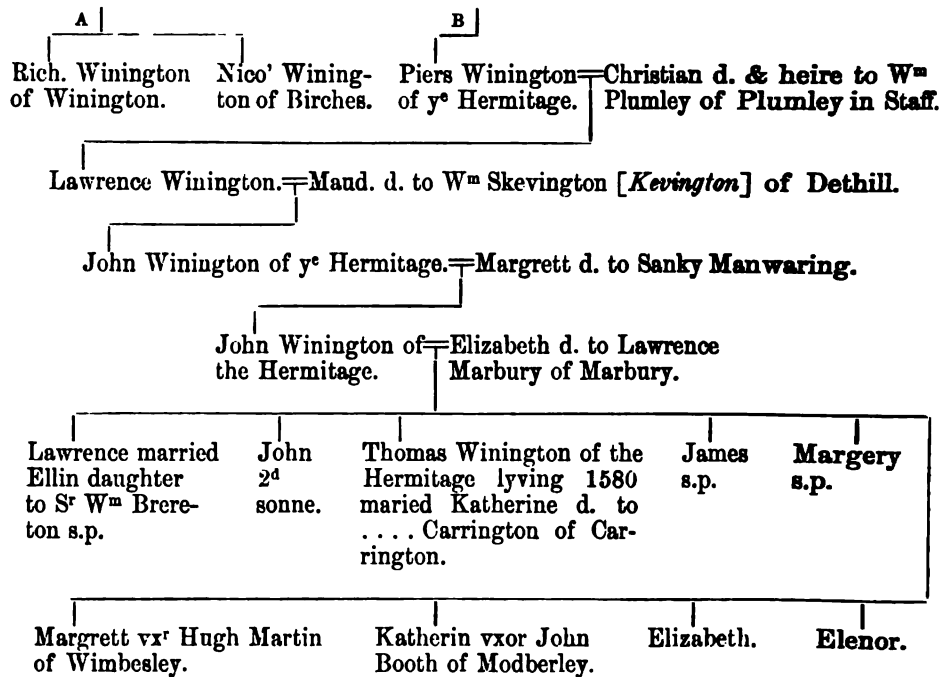 A B
Rich. Winington Nico' Wining- Piers Winington Christian d. & heire to Wᵐ
of Winington. ton of Birches. of yᵉ Hermitage. Plumley of Plumley in Staff.
Lawrence Winington. Maud. d. to Wᵐ Skevington [Kevington] of Dethill.
John Winington of yᵉ Hermitage. Margrett d. to Sanky Manwaring.
John Winington of Elizabeth d. to Lawrence
the Hermitage. Marbury of Marbury.
Lawrence married
Ellin daughter
to Sʳ Wᵐ Brere-
ton s.p.
John
2ᵈ
sonne.
Thomas Winington of the
Hermitage lyving 1580
maried Katherine d. to
. . . . Carrington of Car-
rington.
James
s.p.
Margery
s.p.
Margrett vxʳ Hugh Martin
of Wimbesley.
Katherin vxor John
Booth of Modberley.
Elizabeth.
Elenor.